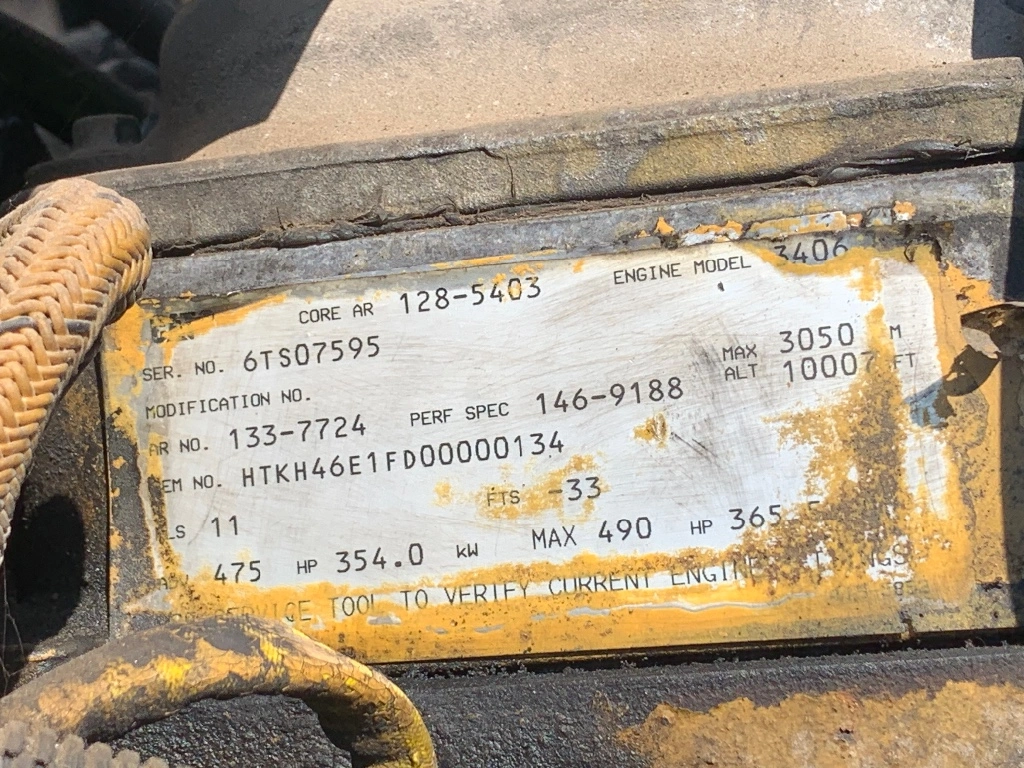 CORE AR 128-5403 ENGINE MODEL 3406
SER. NO. 6TS07595
MODIFICATION NO. MAX ALT 3050 M 10007 FT
AR NO. 133-7724 PERF SPEC 146-9188
EM NO. HTKH46E1FD00000134
LS 11 FTS -33
475 HP 354.0 kW MAX 490 HP 365.
SERVICE TOOL TO VERIFY CURRENT ENGINE